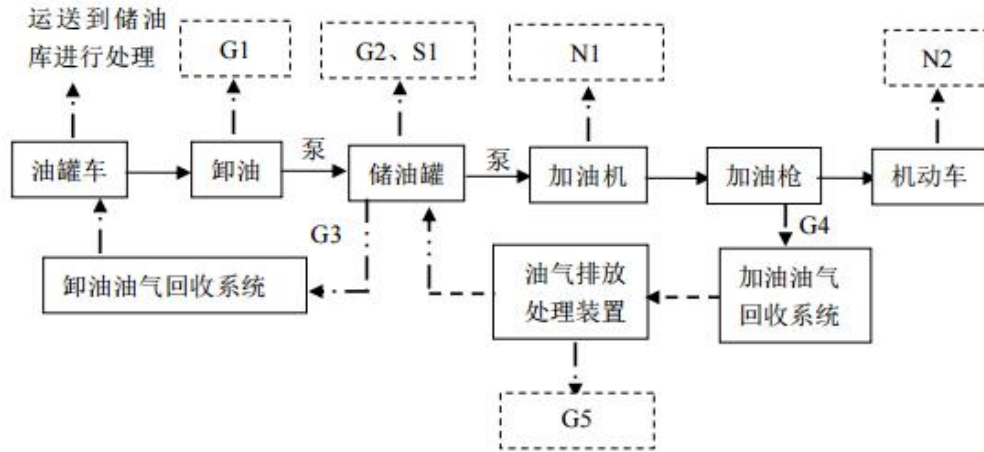 运送到储油
库进行处理
G1
G2、S1
N1
N2
油罐车
卸油
泵
储油罐
泵
加油机
加油枪
机动车
G3
G4
卸油油气回收系统
油气排放
处理装置
加油油气
回收系统
G5